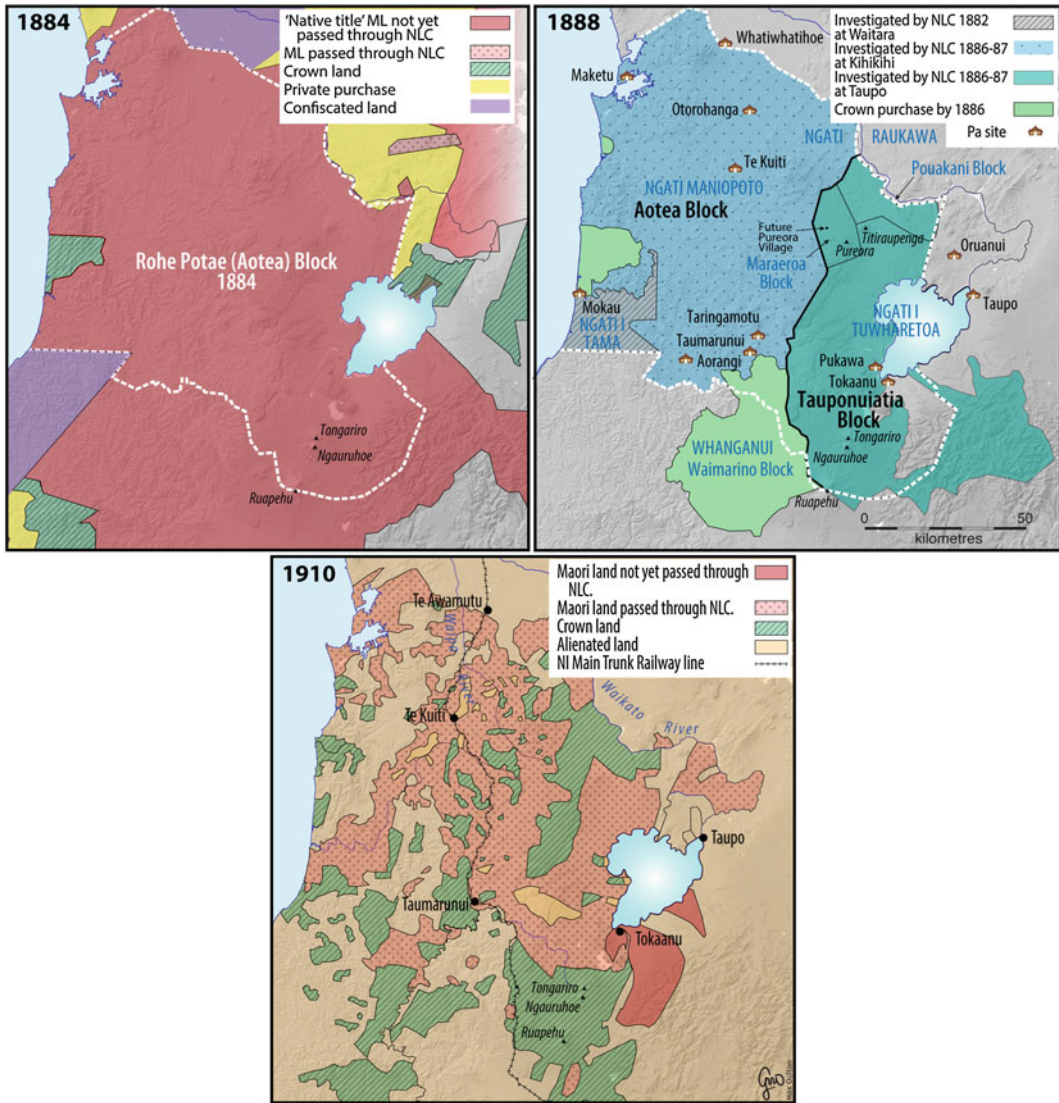 1884
'Native title' ML not yet
passed through NLC
ML passed through NLC
Crown land
Private purchase
Confiscated land
Rohe Potae (Aotea) Block
1884
Tongariro
Ngauruhoe
Ruapehu
1888
Investigated by NLC 1882
at Waitara
Investigated by NLC 1886-87
at Kihikihi
Investigated by NLC 1886-87
at Taupo
Crown purchase by 1886
Pa site
Whatiwhatihoe
Maketu
Otorohanga
NGATI
RAUKAWA
Te Kuiti
Pouakani Block
NGATI MANIOPOTO
Aotea Block
Future
Pureora
Village
Titiraupenga
Pureora
Oruanui
Maraeroa
Block
Mokau
NGATI I
TAMA
Taupo
NGATI I
TUWHARETOA
Taringamotu
Taumarunui
Aorangi
Pukawa
Tokaanu
Tauponuiatia
Block
WHANGANUI
Waimarino Block
Tongariro
Ngauruhoe
Ruapehu
0 50
kilometres
1910
Maori land not yet passed through
NLC.
Maori land passed through NLC.
Crown land
Alienated land
NI Main Trunk Railway line
Te Awamutu
Waipa
River
Waikato
River
Te Kuiti
Taupo
Taumarunui
Tokaanu
Tongariro
Ngauruhoe
Ruapehu
Max Oulton